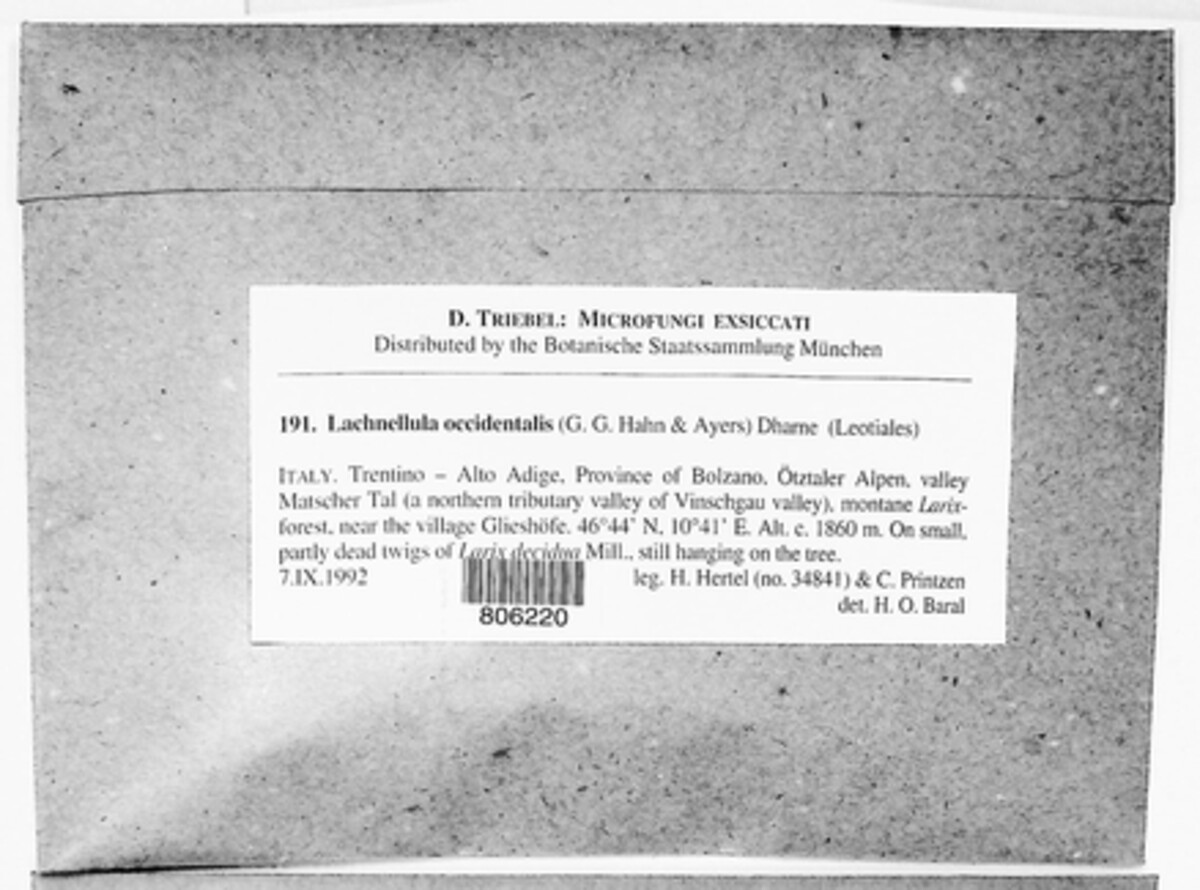 D. TRIEBEL: MICROFUNGI EXSICCATI
Distributed by the Botanische Staatssammlung München
191. Lachnellula occidentalis (G. G. Hahn & Ayers) Dharne (Leotiales)
ITALY. Trentino – Alto Adige, Province of Bolzano, Ötztaler Alpen, valley
Matscher Tal (a northern tributary valley of Vinschgau valley), montane Larix-
forest, near the village Glieshöfe. 46°44' N, 10°41' E. Alt. c. 1860 m. On small,
partly dead twigs of Larix decidua Mill., still hanging on the tree.
7.IX.1992 leg. H. Hertel (no. 34841) & C. Printzen
det. H. O. Baral
806220